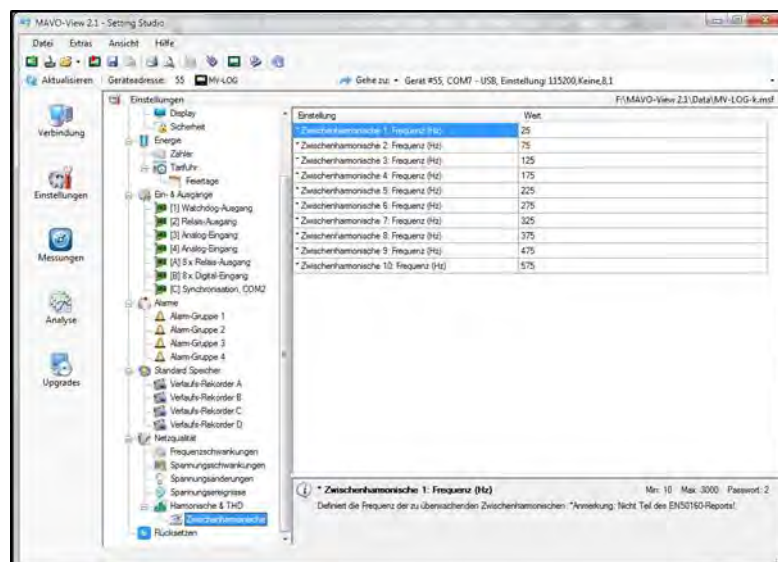 MAVO-View 2.1 - Setting Studio
Datei Extras Ansicht Hilfe
Aktualisieren Geräteadresse: 55 MV-LOG Gehe zu: Gerät #55, COM7 - USB, Einstellung: 115200,Keine,8,1
Einstellungen F:\MAVO-View 2.1\Data\MV-LOG-k.msf
Verbindung
Einstellungen
Messungen
Analyse
Upgrades
Display
Sicherheit
Energie
Zähler
Tarifuhr
Feiertage
Ein- & Ausgänge
[1] Watchdog-Ausgang
[2] Relais-Ausgang
[3] Analog-Eingang
[4] Analog-Eingang
[A] 8 x Relais-Ausgang
[B] 8 x Digital-Eingang
[C] Synchronisation, COM2
Alarme
Alarm-Gruppe 1
Alarm-Gruppe 2
Alarm-Gruppe 3
Alarm-Gruppe 4
Standard Speicher
Verlaufs-Rekorder A
Verlaufs-Rekorder B
Verlaufs-Rekorder C
Verlaufs-Rekorder D
Netzqualität
Frequenzschwankungen
Spannungsschwankungen
Spannungsänderungen
Spannungsereignisse
Harmonische & THD
Zwischenharmonische
Rücksetzen
Einstellung Wert
* Zwischenharmonische 1: Frequenz (Hz) 25
* Zwischenharmonische 2: Frequenz (Hz) 75
* Zwischenharmonische 3: Frequenz (Hz) 125
* Zwischenharmonische 4: Frequenz (Hz) 175
* Zwischenharmonische 5: Frequenz (Hz) 225
* Zwischenharmonische 6: Frequenz (Hz) 275
* Zwischenharmonische 7: Frequenz (Hz) 325
* Zwischenharmonische 8: Frequenz (Hz) 375
* Zwischenharmonische 9: Frequenz (Hz) 475
* Zwischenharmonische 10: Frequenz (Hz) 575
* Zwischenharmonische 1: Frequenz (Hz) Min: 10 Max: 3000 Passwort: 2
Definiert die Frequenz der zu überwachenden Zwischenharmonischen. *Anmerkung: Nicht Teil des EN50160-Reports!